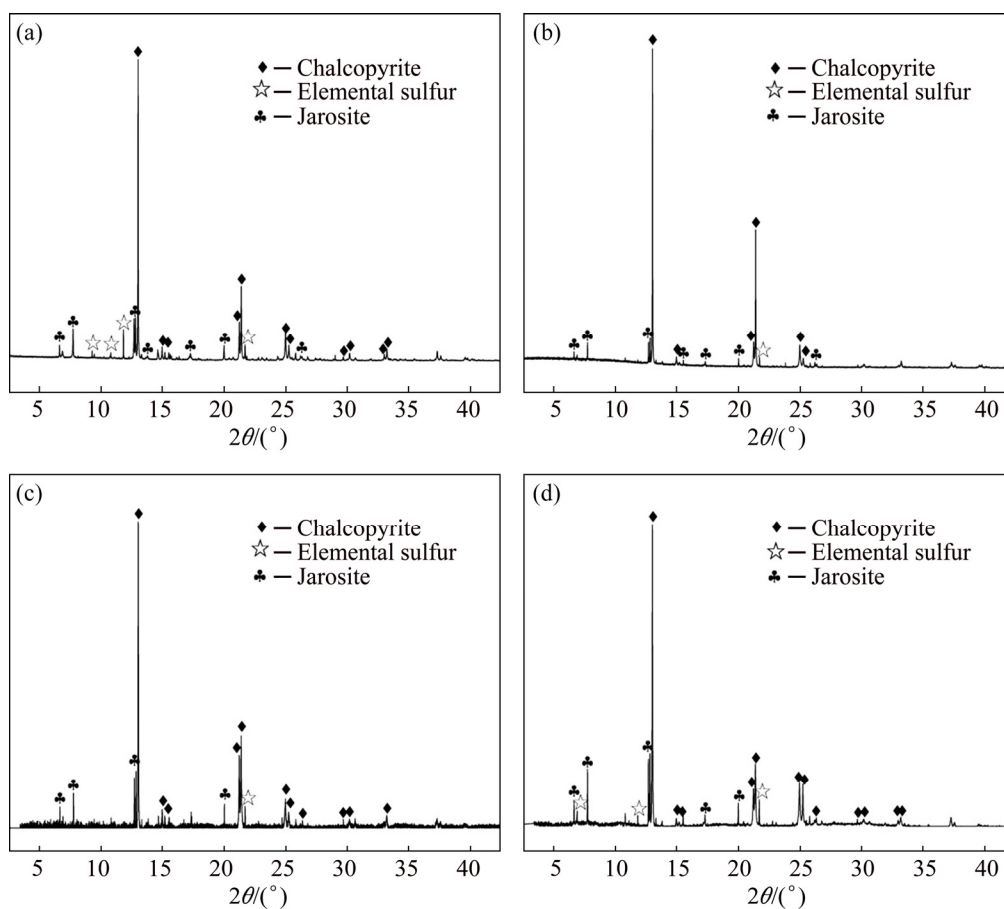 (a)
♦ — Chalcopyrite
☆ — Elemental sulfur
♣ — Jarosite
5 10 15 20 25 30 35 40
2θ/(°)
(b)
♦ — Chalcopyrite
☆ — Elemental sulfur
♣ — Jarosite
5 10 15 20 25 30 35 40
2θ/(°)
(c)
♦ — Chalcopyrite
☆ — Elemental sulfur
♣ — Jarosite
5 10 15 20 25 30 35 40
2θ/(°)
(d)
♦ — Chalcopyrite
☆ — Elemental sulfur
♣ — Jarosite
5 10 15 20 25 30 35 40
2θ/(°)